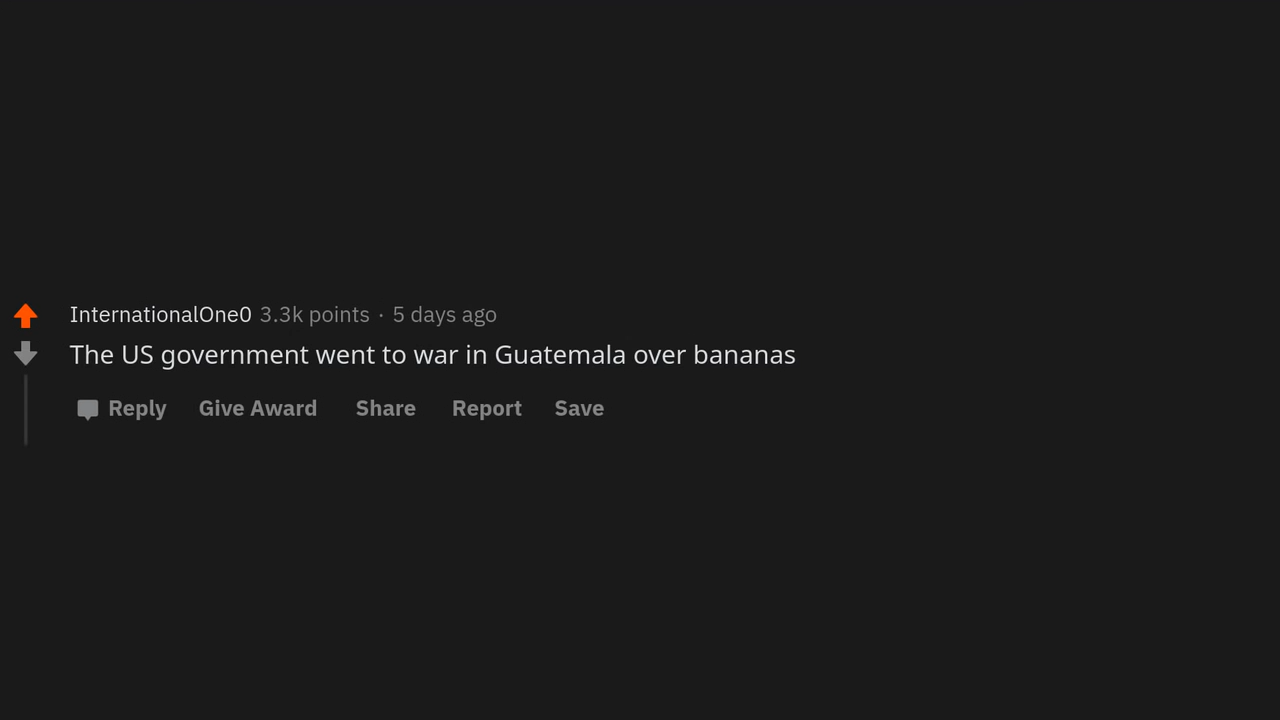 InternationalOne0 3.3k points · 5 days ago
The US government went to war in Guatemala over bananas
Reply Give Award Share Report Save